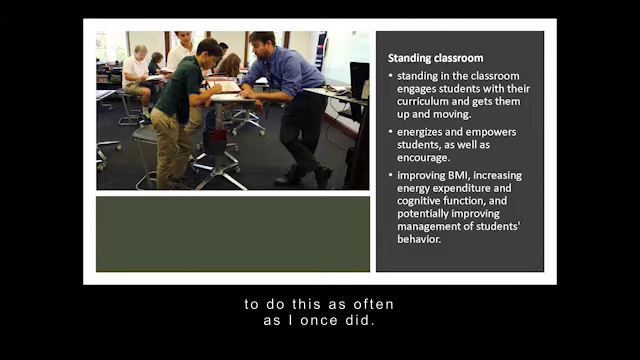 Standing classroom
• standing in the classroom
engages students with their
curriculum and gets them
up and moving.
• energizes and empowers
students, as well as
encourage.
• improving BMI, increasing
energy expenditure and
cognitive function, and
potentially improving
management of students'
behavior.
to do this as often
as I once did.